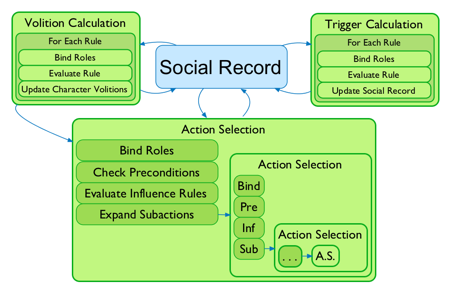 Volition Calculation
For Each Rule
Bind Roles
Evaluate Rule
Update Character Volitions
Social Record
Trigger Calculation
For Each Rule
Bind Roles
Evaluate Rule
Update Social Record
Action Selection
Bind Roles
Check Preconditions
Evaluate Influence Rules
Expand Subactions
Action Selection
Bind
Pre
Inf
Sub
Action Selection
. . .
A.S.